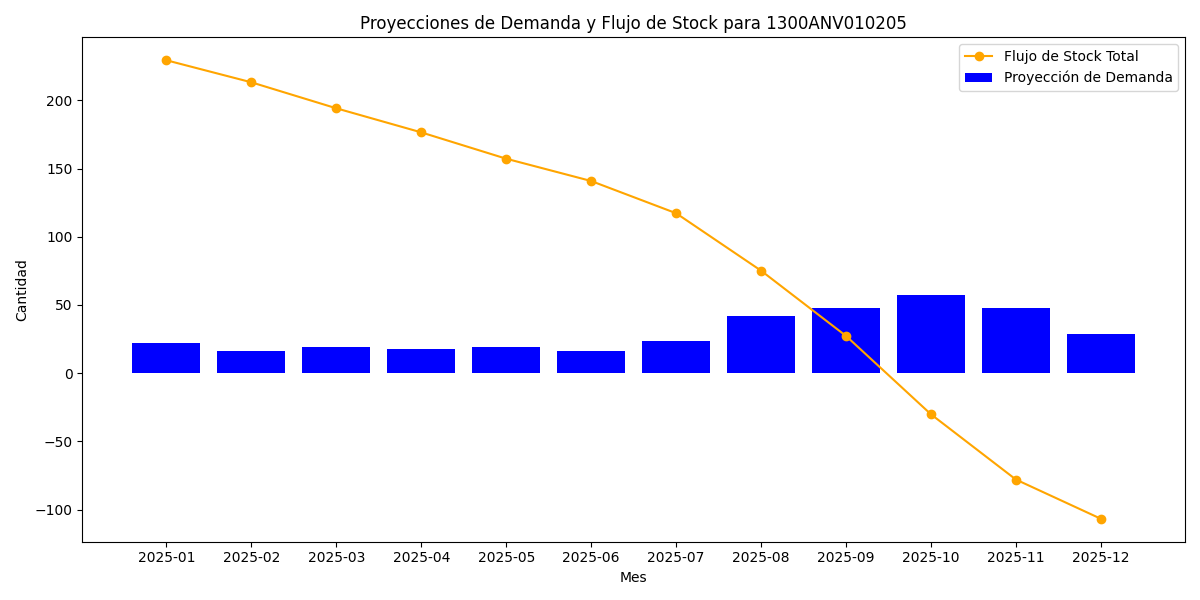 Proyecciones de Demanda y Flujo de Stock para 1300ANV010205
Flujo de Stock Total
Proyección de Demanda
Cantidad
200
150
100
50
0
−50
−100
2025-01 2025-02 2025-03 2025-04 2025-05 2025-06 2025-07 2025-08 2025-09 2025-10 2025-11 2025-12
Mes